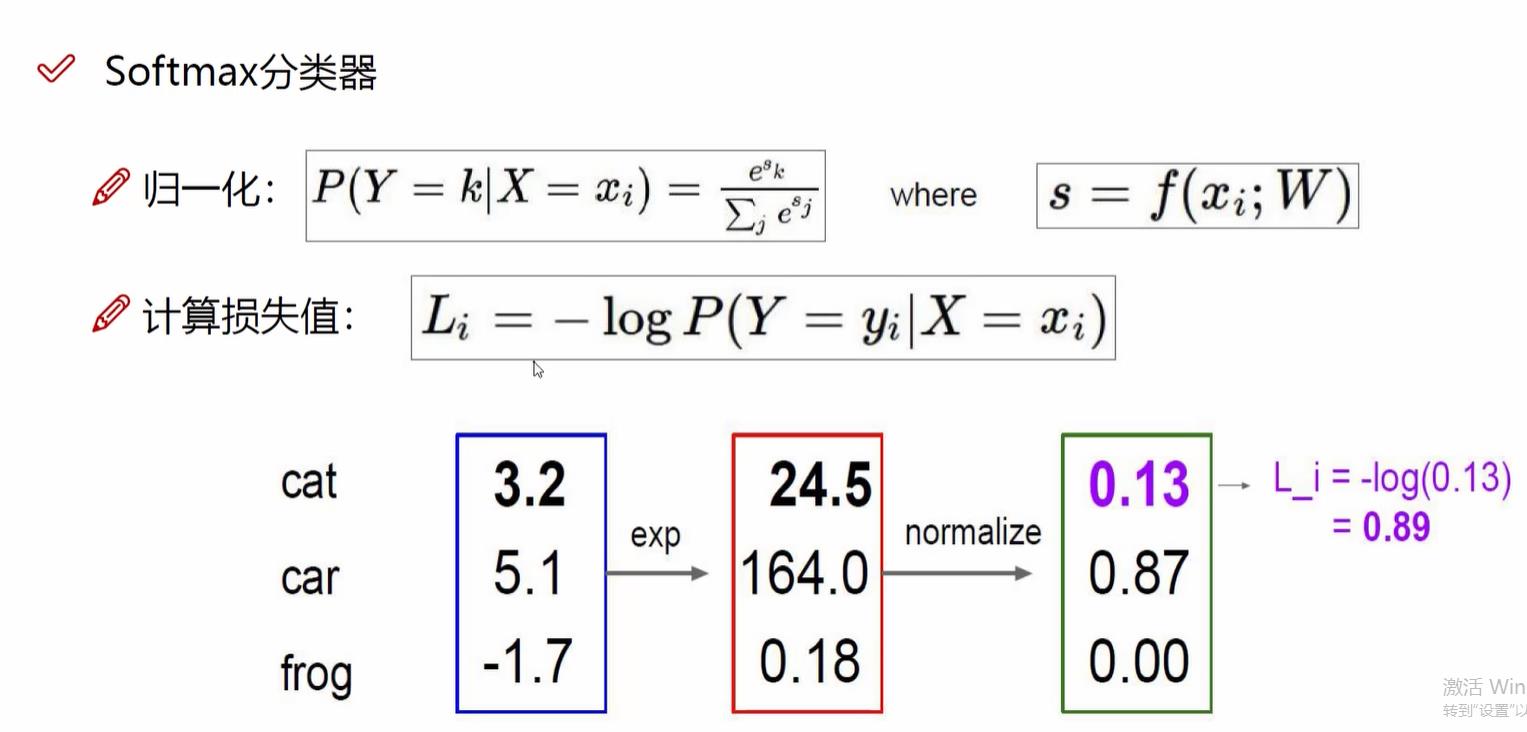 Softmax分类器
归一化: P(Y = k|X = x_i) = \frac{e^{s_k}}{\sum_j e^{s_j}} where s = f(x_i; W)
计算损失值: L_i = − log P(Y = y_i|X = x_i)
cat 3.2 24.5 0.13 → L_i = -log(0.13)
= 0.89
exp normalize
car 5.1 164.0 0.87
frog -1.7 0.18 0.00
激活 Win
转到"设置"以